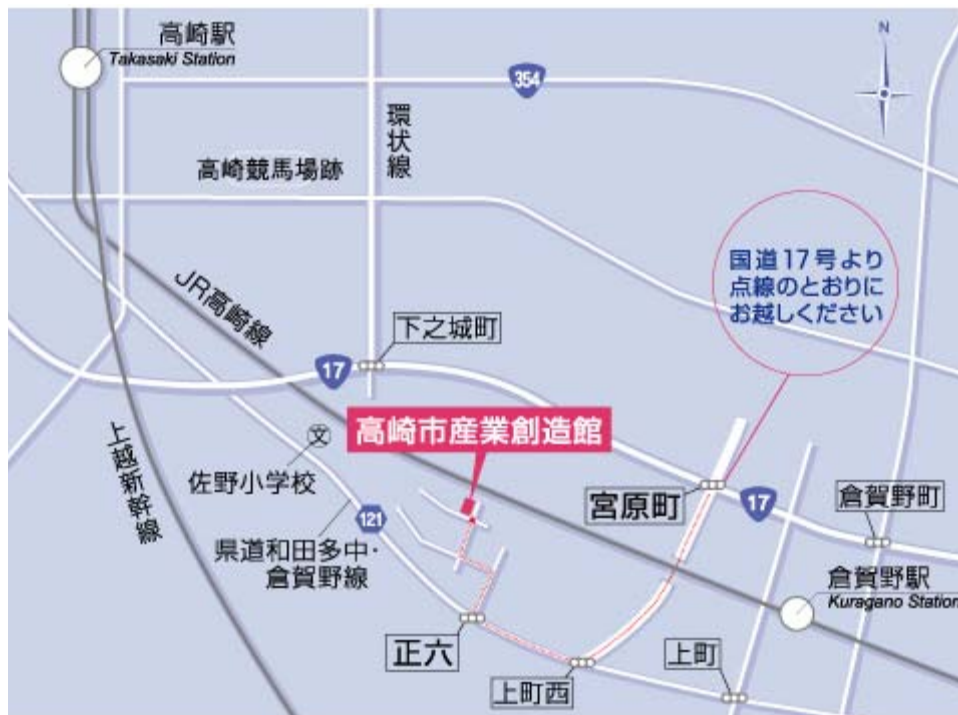 高崎駅
Takasaki Station
N
354
環状線
高崎競馬場跡
国道17号より
点線のとおりに
お越しください
JR高崎線
下之城町
17
高崎市産業創造館
上越新幹線
文
佐野小学校
宮原町
17
倉賀野町
121
県道和田多中・
倉賀野線
倉賀野駅
Kuragano Station
正六
上町西
上町